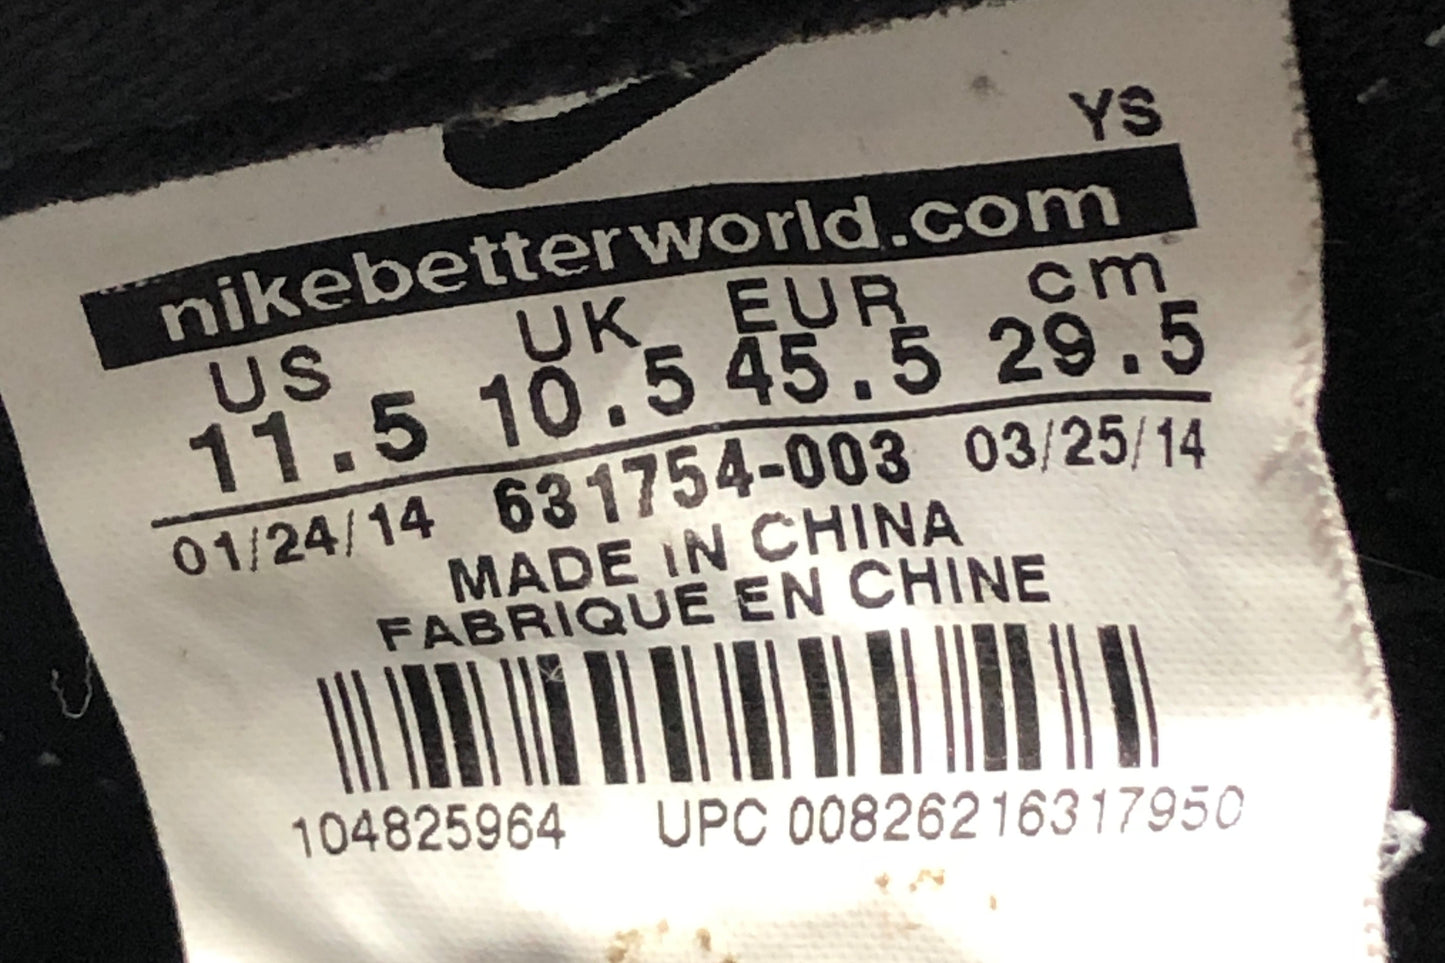 YS
nikebetterworld.com
US UK EUR cm
11.5 10.5 45.5 29.5
01/24/14 631754-003 03/25/14
MADE IN CHINA
FABRIQUE EN CHINE
104825964 UPC 00826216317950